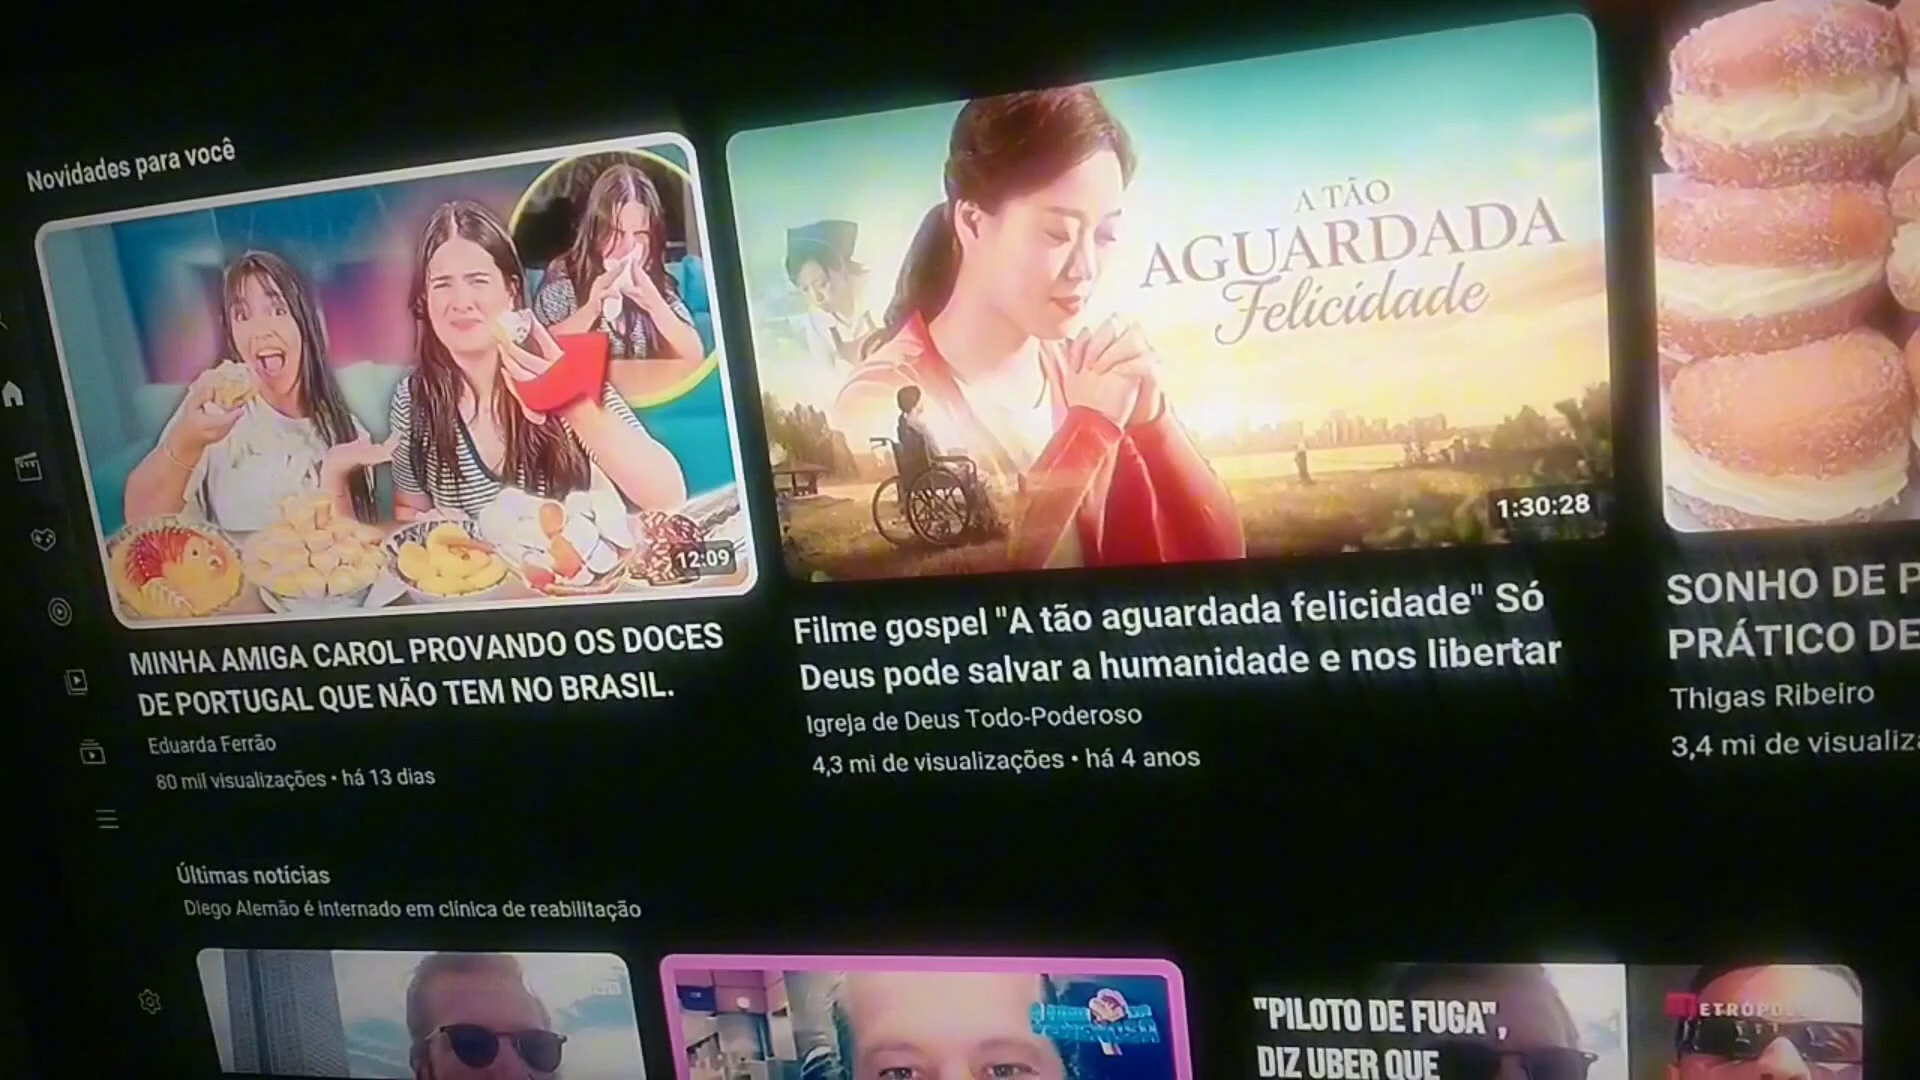 Novidades para você
12:09
MINHA AMIGA CAROL PROVANDO OS DOCES
DE PORTUGAL QUE NÃO TEM NO BRASIL.
Eduarda Ferrão
80 mil visualizações • há 13 dias
A TÃO
AGUARDADA
Felicidade
1:30:28
Filme gospel "A tão aguardada felicidade" Só
Deus pode salvar a humanidade e nos libertar
Igreja de Deus Todo-Poderoso
4,3 mi de visualizações • há 4 anos
SONHO DE P
PRÁTICO DE
Thigas Ribeiro
3,4 mi de visualiza
Últimas notícias
Diego Alemão é internado em clínica de reabilitação
"PILOTO DE FUGA",
DIZ UBER QUE
METRÓPO